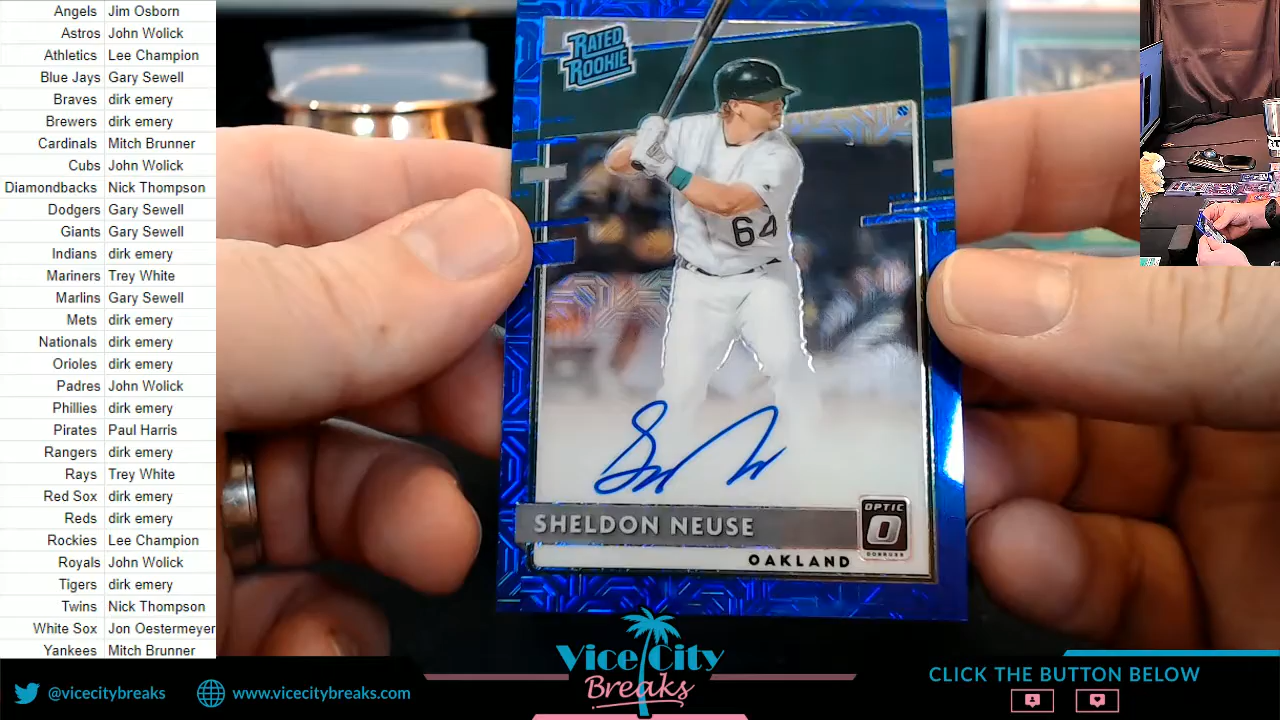 Angels Jim Osborn
Astros John Wolick
Athletics Lee Champion
Blue Jays Gary Sewell
Braves dirk emery
Brewers dirk emery
Cardinals Mitch Brunner
Cubs John Wolick
Diamondbacks Nick Thompson
Dodgers Gary Sewell
Giants Gary Sewell
Indians dirk emery
Mariners Trey White
Marlins Gary Sewell
Mets dirk emery
Nationals dirk emery
Orioles dirk emery
Padres John Wolick
Phillies dirk emery
Pirates Paul Harris
Rangers dirk emery
Rays Trey White
Red Sox dirk emery
Reds dirk emery
Rockies Lee Champion
Royals John Wolick
Tigers dirk emery
Twins Nick Thompson
White Sox Jon Oestermeyer
Yankees Mitch Brunner
RATED
ROOKIE
64
SHELDON NEUSE
OPTIC
DONRUSS
OAKLAND
@vicecitybreaks
www.vicecitybreaks.com
Vice City
Breaks
CLICK THE BUTTON BELOW